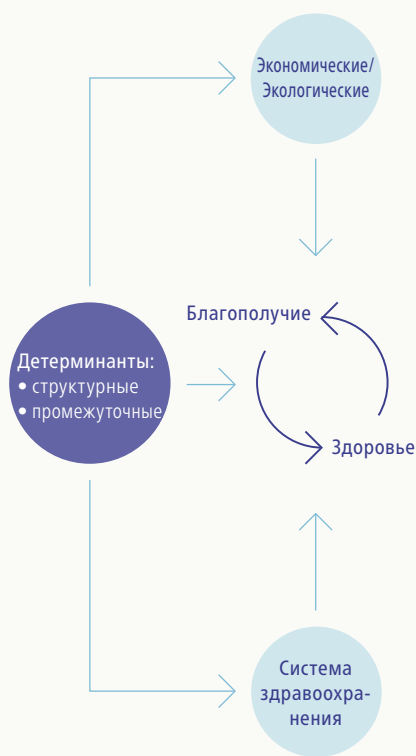 Экономические/
Экологические
Благополучие
Детерминанты:
• структурные
• промежуточные
Здоровье
Система
здравоохра-
нения